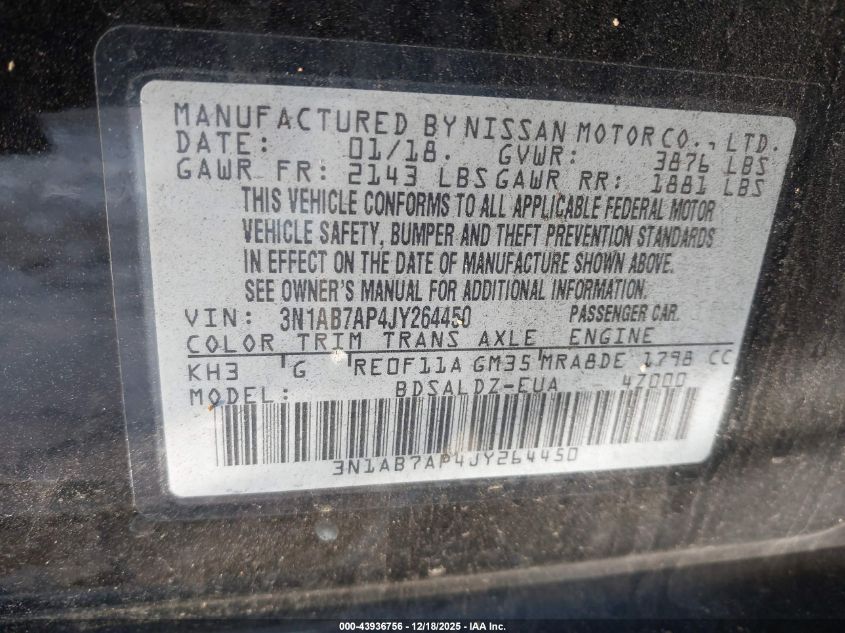 MANUFACTURED BY NISSAN MOTOR CO., LTD.
DATE: 01/18. GVWR: 3876 LBS
GAWR FR: 2143 LBS GAWR RR: 1881 LBS
THIS VEHICLE CONFORMS TO ALL APPLICABLE FEDERAL MOTOR
VEHICLE SAFETY, BUMPER AND THEFT PREVENTION STANDARDS
IN EFFECT ON THE DATE OF MANUFACTURE SHOWN ABOVE.
SEE OWNER'S MANUAL FOR ADDITIONAL INFORMATION.
VIN: 3N1AB7AP4JY264450 PASSENGER CAR.
COLOR TRIM TRANS AXLE ENGINE
KH3 G RE0F11A GM35 MRA8DE 1798 CC
MODEL: BDSALDZ-EUA - 4Z000
3N1AB7AP4JY264450
000-43936756 - 12/18/2025 - IAA Inc.